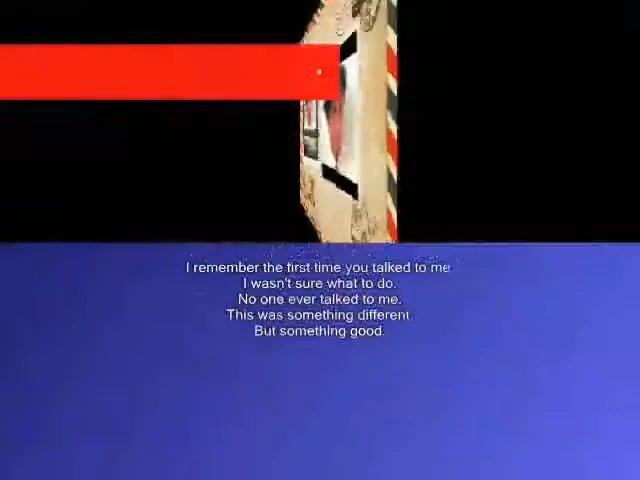 I remember the first time you talked to me
I wasn't sure what to do.
No one ever talked to me.
This was something different
But something good.